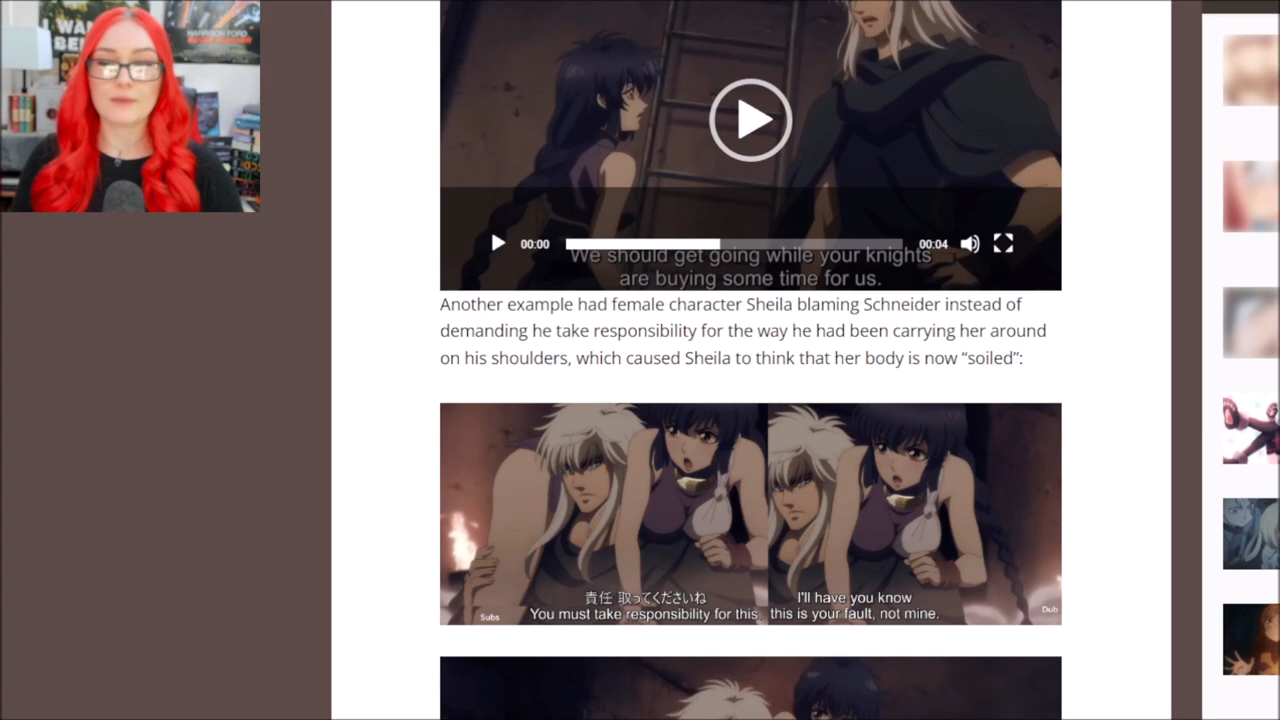 I WANT
BE
HARRISON FORD
00:00
00:04
We should get going while your knights
are buying some time for us.
Another example had female character Sheila blaming Schneider instead of
demanding he take responsibility for the way he had been carrying her around
on his shoulders, which caused Sheila to think that her body is now “soiled”:
責任 取ってくださいね
You must take responsibility for this.
Subs
I'll have you know
this is your fault, not mine.
Dub